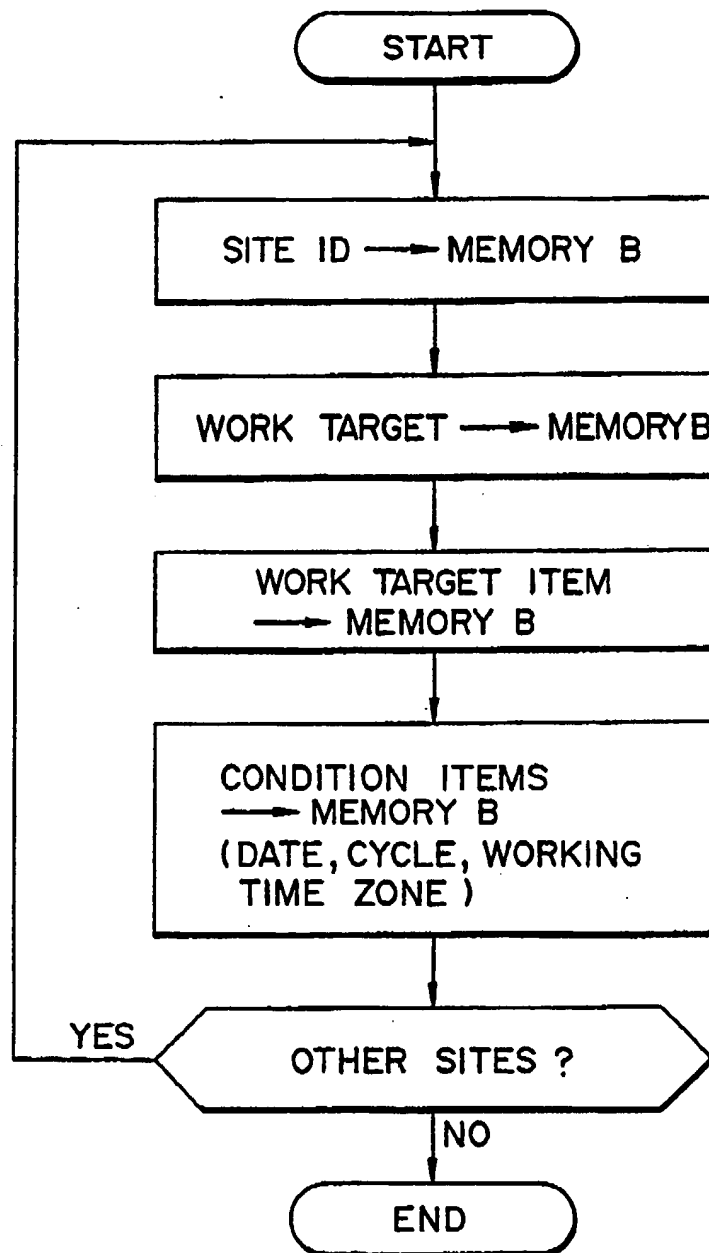 START
SITE ID → MEMORY B
WORK TARGET → MEMORY B
WORK TARGET ITEM
→ MEMORY B
CONDITION ITEMS
→ MEMORY B
(DATE, CYCLE, WORKING
TIME ZONE)
YES
OTHER SITES ?
NO
END